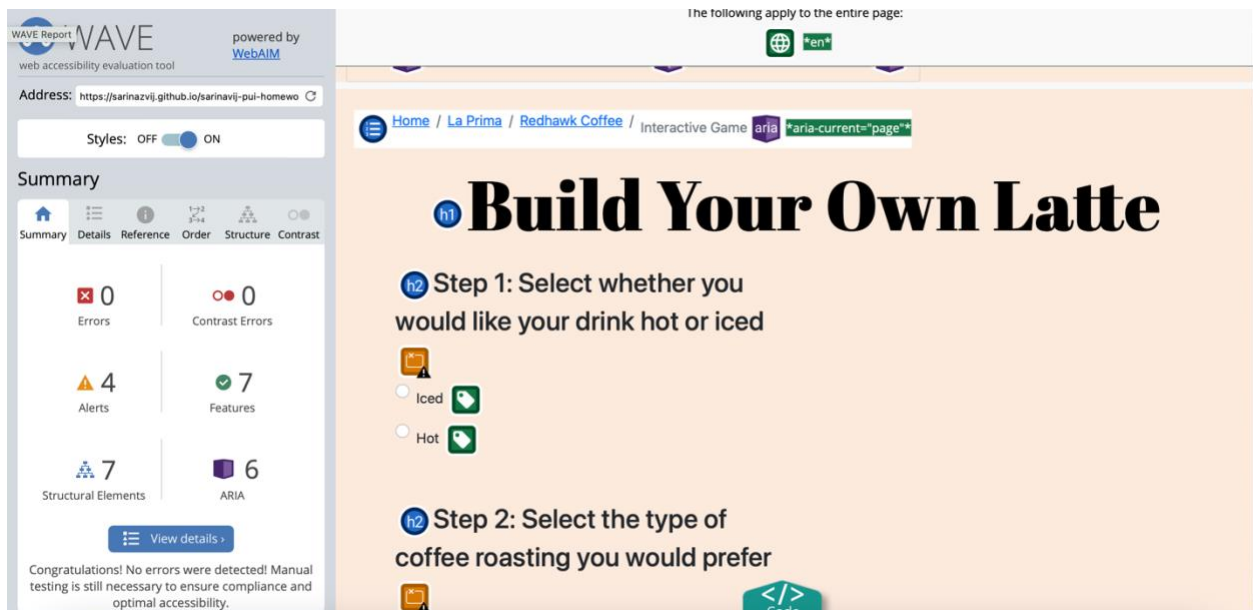 WAVE Report
WAVE
powered by
WebAIM
web accessibility evaluation tool
Address: https://sarinazvij.github.io/sarinavij-pui-homewo
Styles: OFF ON
Summary
Summary Details Reference Order Structure Contrast
0
Errors
0
Contrast Errors
4
Alerts
7
Features
7
Structural Elements
6
ARIA
View details ›
Congratulations! No errors were detected! Manual
testing is still necessary to ensure compliance and
optimal accessibility.
The following apply to the entire page:
*en*
Home / La Prima / Redhawk Coffee / Interactive Game aria *aria-current="page"*
h1 Build Your Own Latte
h2 Step 1: Select whether you
would like your drink hot or iced
Iced
Hot
h2 Step 2: Select the type of
coffee roasting you would prefer
</>
Code